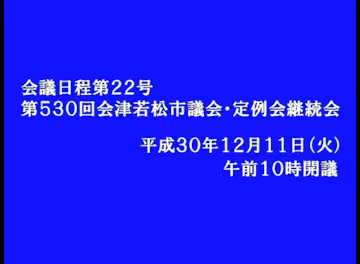 会議日程第22号
第530回会津若松市議会・定例会継続会
平成30年12月11日(火)
午前10時開議